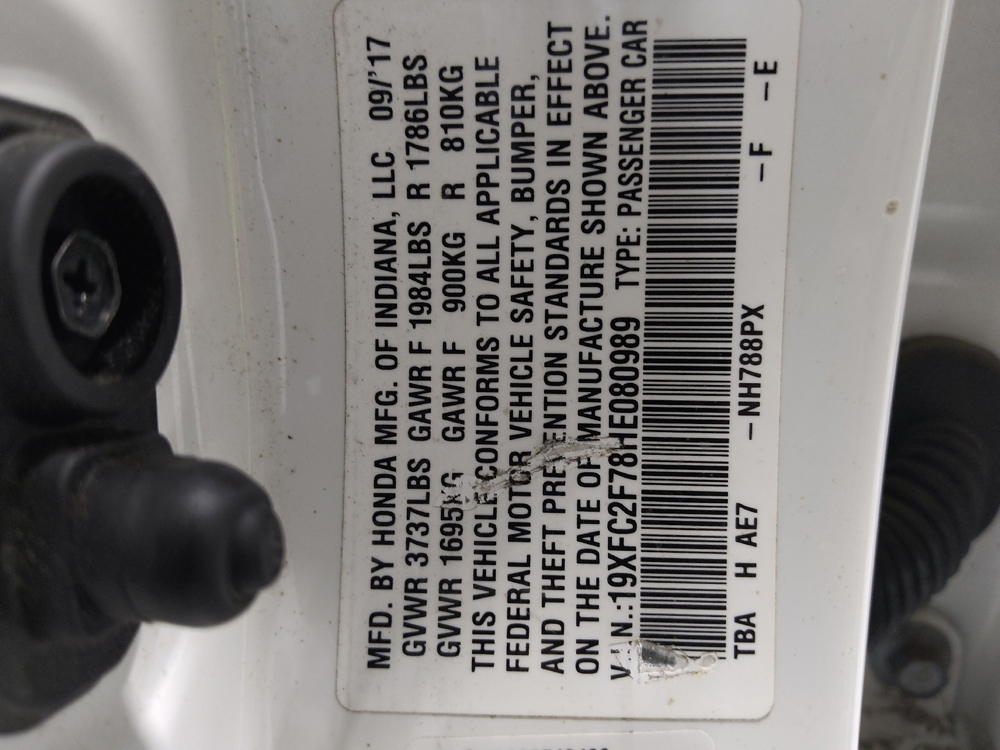 MFD. BY HONDA MFG. OF INDIANA, LLC 09/'17
GVWR 3737LBS GAWR F 1984LBS R 1786LBS
GVWR 1695KG GAWR F 900KG R 810KG
THIS VEHICLE CONFORMS TO ALL APPLICABLE
FEDERAL MOTOR VEHICLE SAFETY, BUMPER,
AND THEFT PREVENTION STANDARDS IN EFFECT
ON THE DATE OF MANUFACTURE SHOWN ABOVE.
V.I.N.:19XFC2F78HE080989 TYPE: PASSENGER CAR
TBA H AE7 –NH788PX –F –E